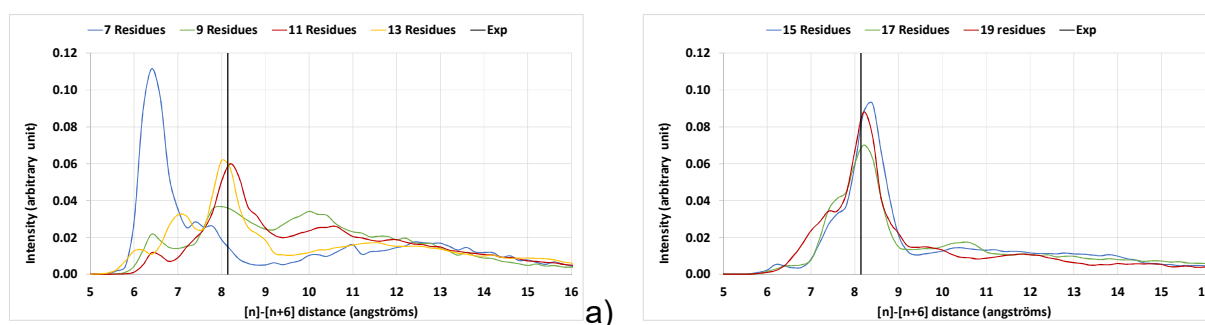 7 Residues 9 Residues 11 Residues 13 Residues Exp
0.12
0.10
0.08
0.06
0.04
0.02
0.00
Intensity (arbitrary unit)
5 6 7 8 9 10 11 12 13 14 15 16
[n]-[n+6] distance (angströms)
a)
15 Residues 17 Residues 19 residues Exp
0.12
0.10
0.08
0.06
0.04
0.02
0.00
Intensity (arbitrary unit)
5 6 7 8 9 10 11 12 13 14 15
[n]-[n+6] distance (angströms)